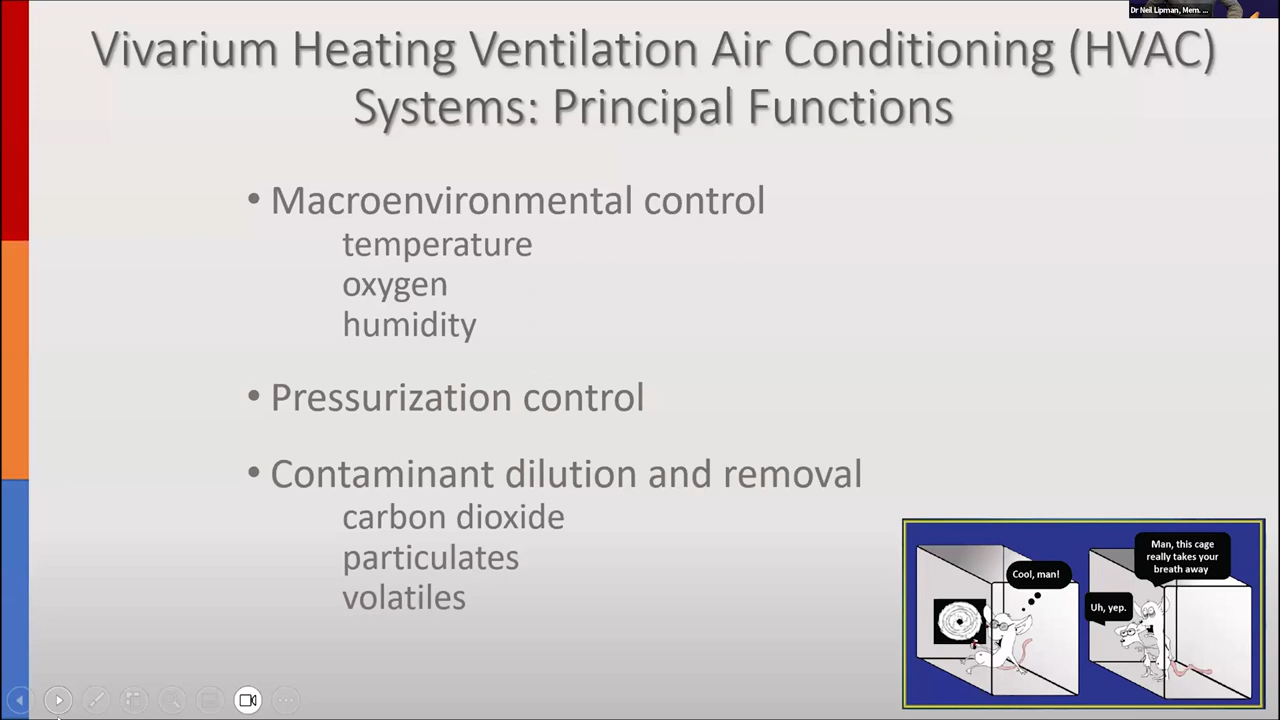 Dr Neil Lipman, Mem. ...
Vivarium Heating Ventilation Air Conditioning (HVAC)
Systems: Principal Functions
• Macroenvironmental control
temperature
oxygen
humidity
• Pressurization control
• Contaminant dilution and removal
carbon dioxide
particulates
volatiles
Cool, man!
Man, this cage
really takes your
breath away
Uh, yep.